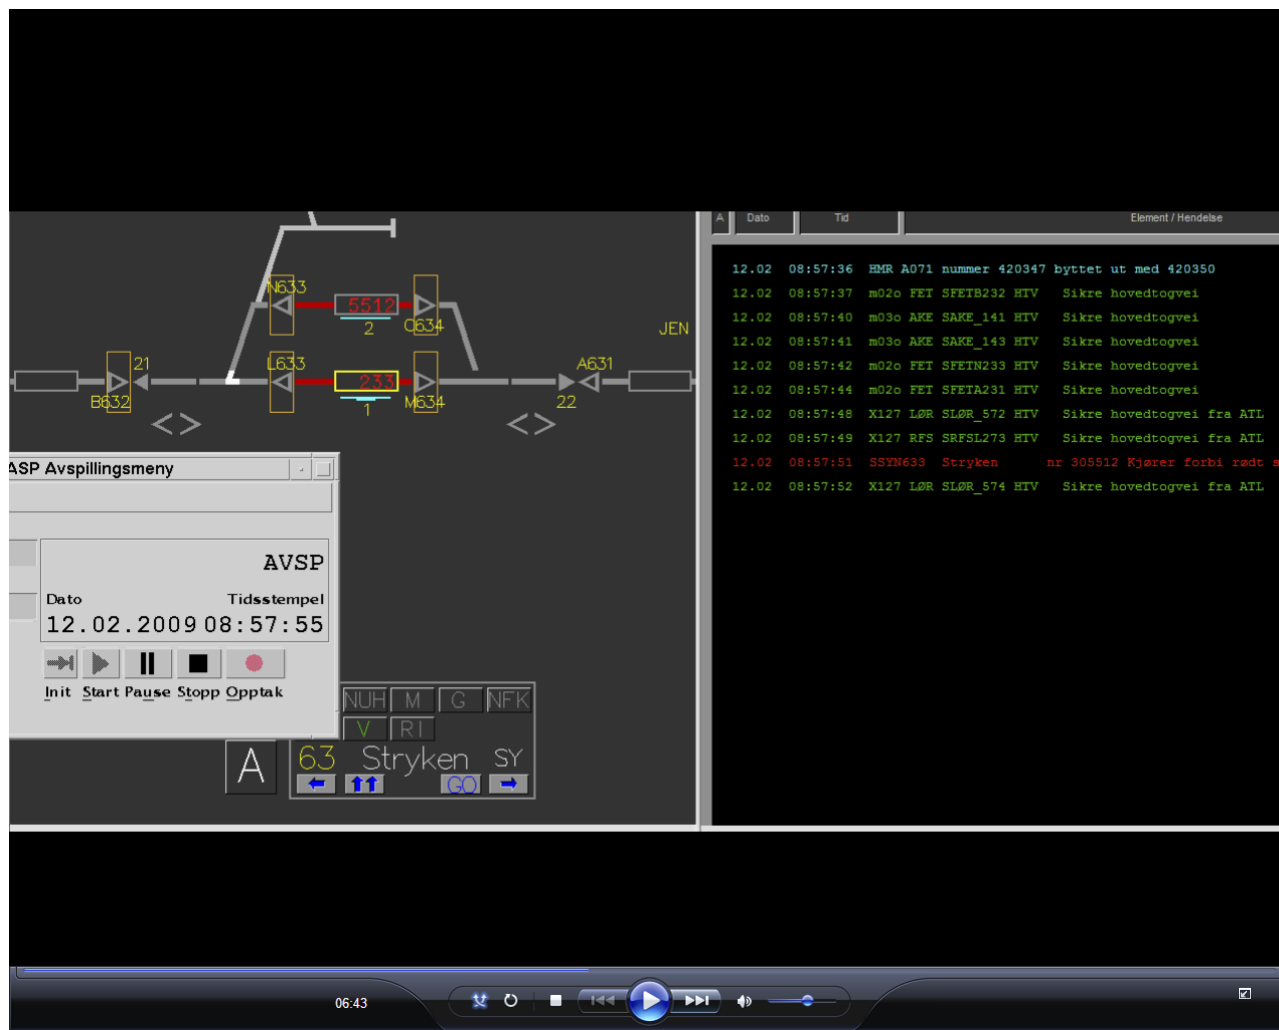 A Dato Tid Element / Hendelse
12.02 08:57:36 HMR A071 nummer 420347 byttet ut med 420350
12.02 08:57:37 m02o FET SFETB232 HTV Sikre hovedtogvei
12.02 08:57:40 m03o AKE SAKE_141 HTV Sikre hovedtogvei
12.02 08:57:41 m03o AKE SAKE_143 HTV Sikre hovedtogvei
12.02 08:57:42 m02o FET SFETN233 HTV Sikre hovedtogvei
12.02 08:57:44 m02o FET SFETA231 HTV Sikre hovedtogvei
12.02 08:57:48 X127 LØR SLØR_572 HTV Sikre hovedtogvei fra ATL
12.02 08:57:49 X127 RFS SRFSL273 HTV Sikre hovedtogvei fra ATL
12.02 08:57:51 SSYN633 Stryken nr 305512 Kjører forbi rødt s
12.02 08:57:52 X127 LØR SLØR_574 HTV Sikre hovedtogvei fra ATL
N633
5512
2
O634
JEN
21
L633
A631
233
B632
1
M634
22
<> <>
ASP Avspillingsmeny
AVSP
Dato Tidsstempel
12.02.2009 08:57:55
Init Start Pause Stopp Opptak
NUH M G NFK
V RI
A
63 Stryken SY
GO
06:43